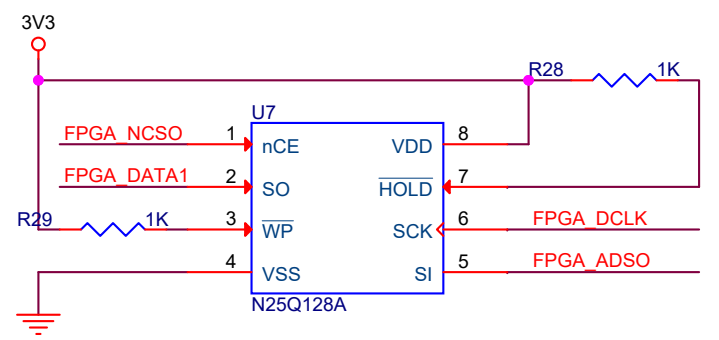 3V3
R28 1K
U7
FPGA_NCSO 1 nCE VDD 8
FPGA_DATA1 2 SO HOLD 7
R29 1K 3 WP SCK 6 FPGA_DCLK
4 VSS SI 5 FPGA_ADSO
N25Q128A